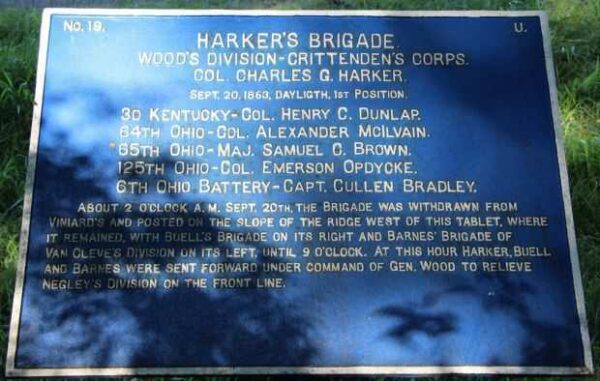 No. 19. U.
HARKER'S BRIGADE.
WOOD'S DIVISION-CRITTENDEN'S CORPS.
COL. CHARLES G. HARKER.
SEPT. 20, 1863, DAYLIGTH, 1ST POSITION.
3D KENTUCKY-COL. HENRY C. DUNLAP.
64TH OHIO-COL. ALEXANDER MCILVAIN.
65TH OHIO-MAJ. SAMUEL C. BROWN.
125TH OHIO-COL. EMERSON OPDYCKE.
6TH OHIO BATTERY-CAPT. CULLEN BRADLEY.
ABOUT 2 O'CLOCK A.M. SEPT. 20TH, THE BRIGADE WAS WITHDRAWN FROM
VINIARD'S AND POSTED ON THE SLOPE OF THE RIDGE WEST OF THIS TABLET, WHERE
IT REMAINED, WITH BUELL'S BRIGADE ON ITS RIGHT AND BARNES' BRIGADE OF
VAN CLEVE'S DIVISION ON ITS LEFT, UNTIL 9 O'CLOCK. AT THIS HOUR HARKER, BUELL
AND BARNES WERE SENT FORWARD UNDER COMMAND OF GEN. WOOD TO RELIEVE
NEGLEY'S DIVISION ON THE FRONT LINE.